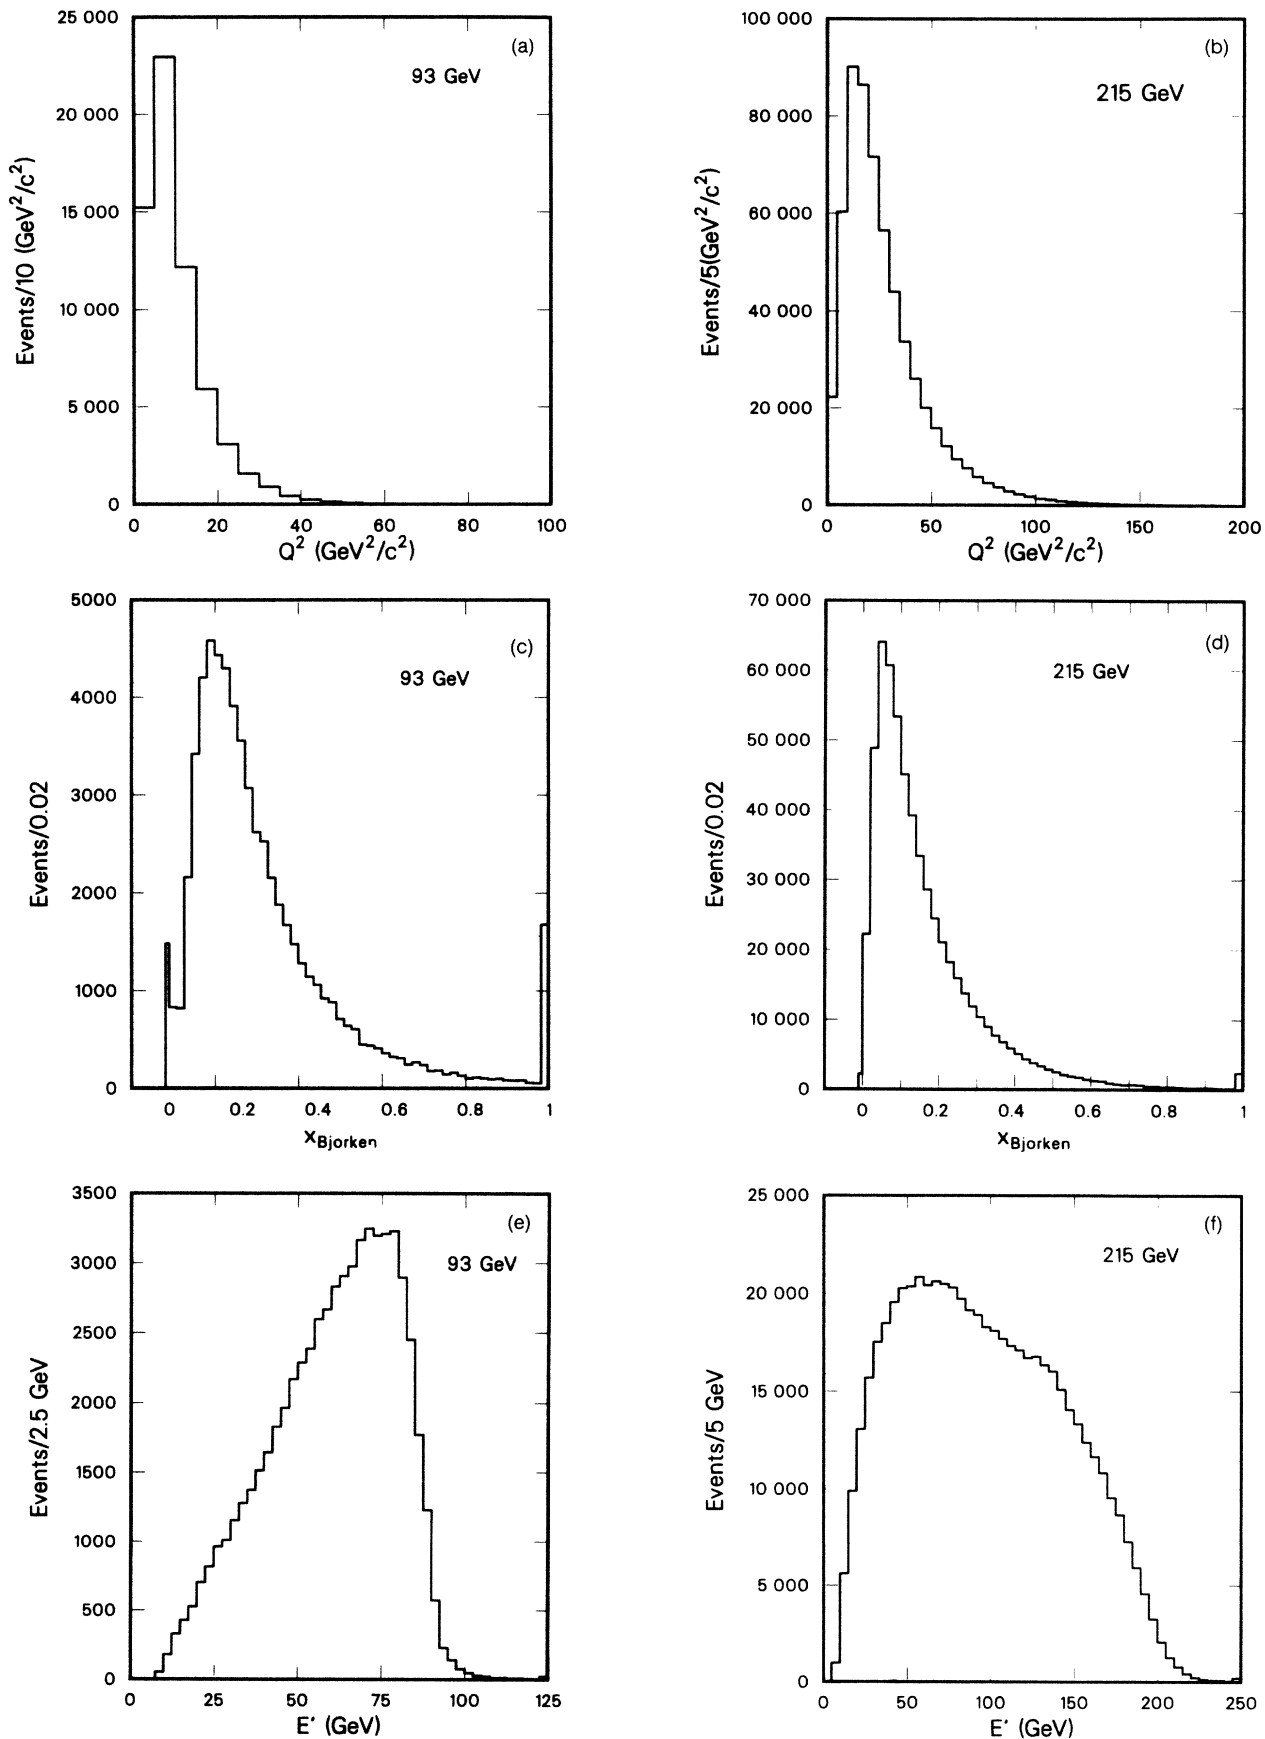 25 000
20 000
15 000
10 000
5 000
0
(a)
93 GeV
Events/10 (GeV²/c²)
0 20 40 60 80 100
Q² (GeV²/c²)
100 000
80 000
60 000
40 000
20 000
0
(b)
215 GeV
Events/5(GeV²/c²)
0 50 100 150 200
Q² (GeV²/c²)
5000
4000
3000
2000
1000
0
(c)
93 GeV
Events/0.02
0 0.2 0.4 0.6 0.8 1
x_Bjorken
70 000
60 000
50 000
40 000
30 000
20 000
10 000
0
(d)
215 GeV
Events/0.02
0 0.2 0.4 0.6 0.8 1
x_Bjorken
3500
3000
2500
2000
1500
1000
500
0
(e)
93 GeV
Events/2.5 GeV
0 25 50 75 100 125
E' (GeV)
25 000
20 000
15 000
10 000
5 000
0
(f)
215 GeV
Events/5 GeV
0 50 100 150 200 250
E' (GeV)